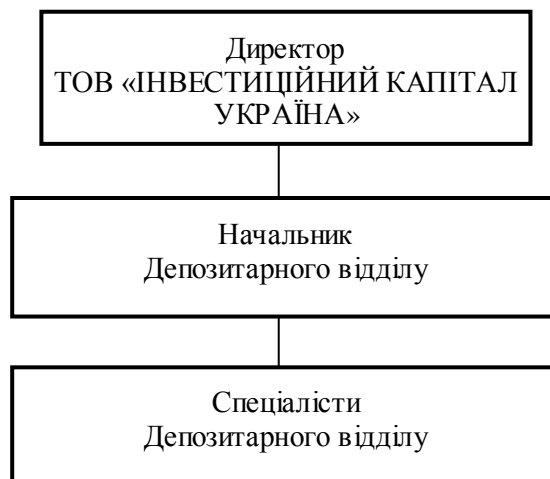 Директор
ТОВ «ІНВЕСТИЦІЙНИЙ КАПІТАЛ
УКРАЇНА»
Начальник
Депозитарного відділу
Спеціалісти
Депозитарного відділу